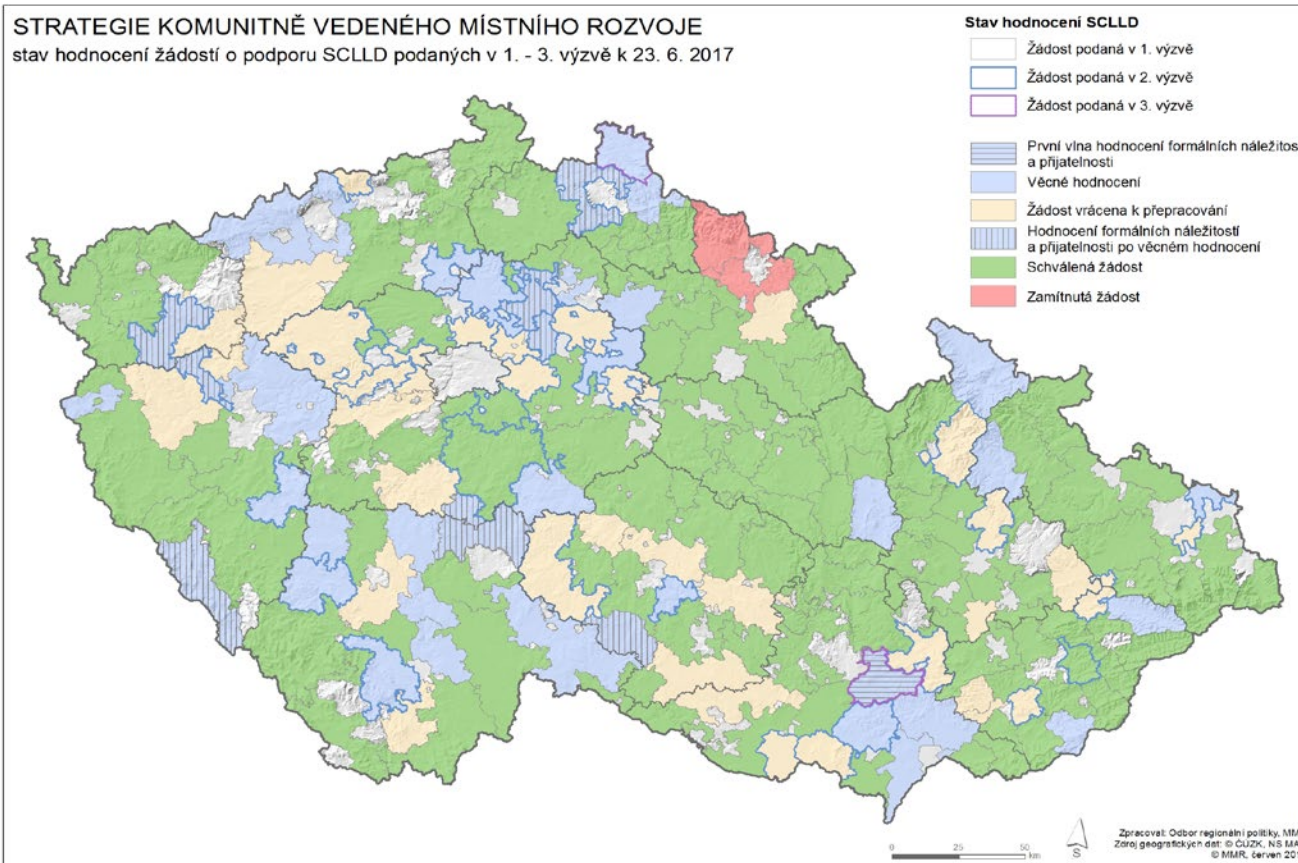 STRATEGIE KOMUNITNĚ VEDENÉHO MÍSTNÍHO ROZVOJE
stav hodnocení žádostí o podporu SCLLD podaných v 1. - 3. výzvě k 23. 6. 2017
Stav hodnocení SCLLD
Žádost podaná v 1. výzvě
Žádost podaná v 2. výzvě
Žádost podaná v 3. výzvě
První vlna hodnocení formálních náležitos
a přijatelnosti
Věcné hodnocení
Žádost vrácena k přepracování
Hodnocení formálních náležitostí
a přijatelnosti po věcném hodnocení
Schválená žádost
Zamítnutá žádost
0 25 50
km
S
Zpracoval: Odbor regionální politiky, MM
Zdroj geografických dat: © ČÚZK, NS MA
© MMR, červen 201